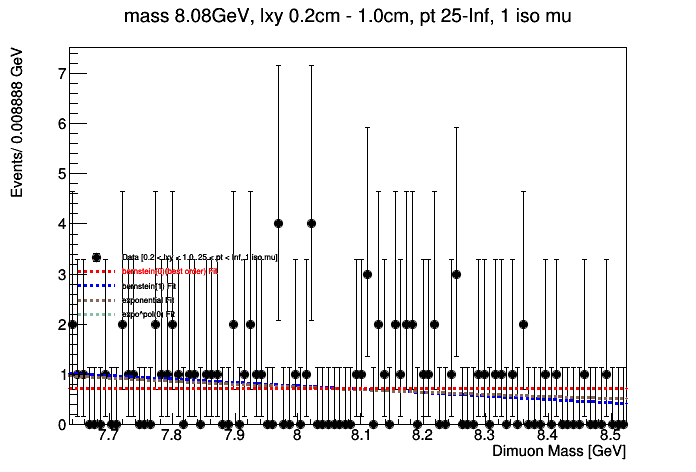 mass 8.08GeV, lxy 0.2cm - 1.0cm, pt 25-Inf, 1 iso mu
Events/ 0.008888 GeV
7
6
5
4
3
2
1
0
Data [0.2 < lxy < 1.0, 25 < pt < Inf, 1 iso mu]
bernstein[0](best order) Fit
bernstein[1] Fit
exponential Fit
expo*pol(0) Fit
7.7 7.8 7.9 8 8.1 8.2 8.3 8.4 8.5
Dimuon Mass [GeV]